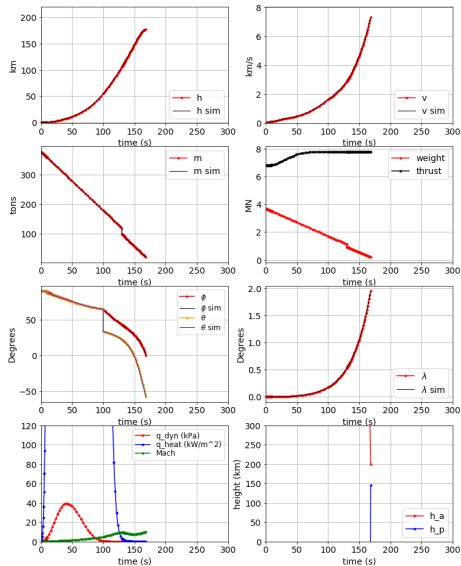 200
150
100
50
0
km
h
h sim
0 50 100 150 200 250 300
time (s)
8
6
4
2
0
km/s
v
v sim
0 50 100 150 200 250 300
time (s)
300
200
100
tons
m
m sim
0 50 100 150 200 250 300
time (s)
8
6
4
2
0
MN
weight
thrust
0 50 100 150 200 250 300
time (s)
50
0
−50
Degrees
ϕ
ϕ sim
θ
θ sim
0 50 100 150 200 250 300
time (s)
2.0
1.5
1.0
0.5
0.0
Degrees
λ
λ sim
0 50 100 150 200 250 300
time (s)
120
100
80
60
40
20
0
q_dyn (kPa)
q_heat (kW/m^2)
Mach
0 50 100 150 200 250 300
time (s)
300
250
200
150
100
50
0
height (km)
h_a
h_p
0 50 100 150 200 250 300
time (s)